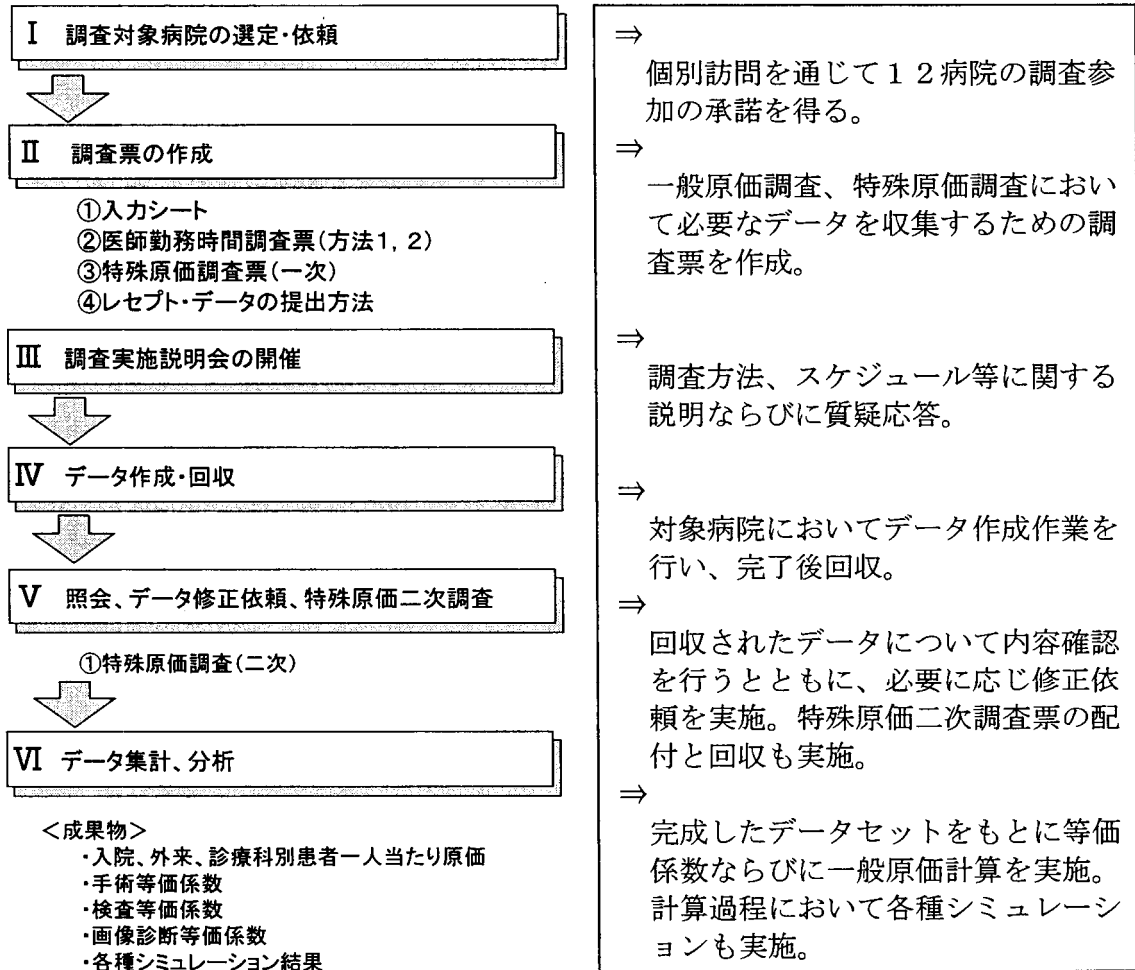 Ⅰ 調査対象病院の選定・依頼
Ⅱ 調査票の作成
①入力シート
②医師勤務時間調査票(方法1, 2)
③特殊原価調査票(一次)
④レセプト・データの提出方法
Ⅲ 調査実施説明会の開催
Ⅳ データ作成・回収
Ⅴ 照会、データ修正依頼、特殊原価二次調査
①特殊原価調査(二次)
Ⅵ データ集計、分析
＜成果物＞
・入院、外来、診療科別患者一人当たり原価
・手術等価係数
・検査等価係数
・画像診断等価係数
・各種シミュレーション結果
⇒
個別訪問を通じて１２病院の調査参
加の承諾を得る。
⇒
一般原価調査、特殊原価調査におい
て必要なデータを収集するための調
査票を作成。
⇒
調査方法、スケジュール等に関する
説明ならびに質疑応答。
⇒
対象病院においてデータ作成作業を
行い、完了後回収。
⇒
回収されたデータについて内容確認
を行うとともに、必要に応じ修正依
頼を実施。特殊原価二次調査票の配
付と回収も実施。
⇒
完成したデータセットをもとに等価
係数ならびに一般原価計算を実施。
計算過程において各種シミュレーシ
ョンも実施。